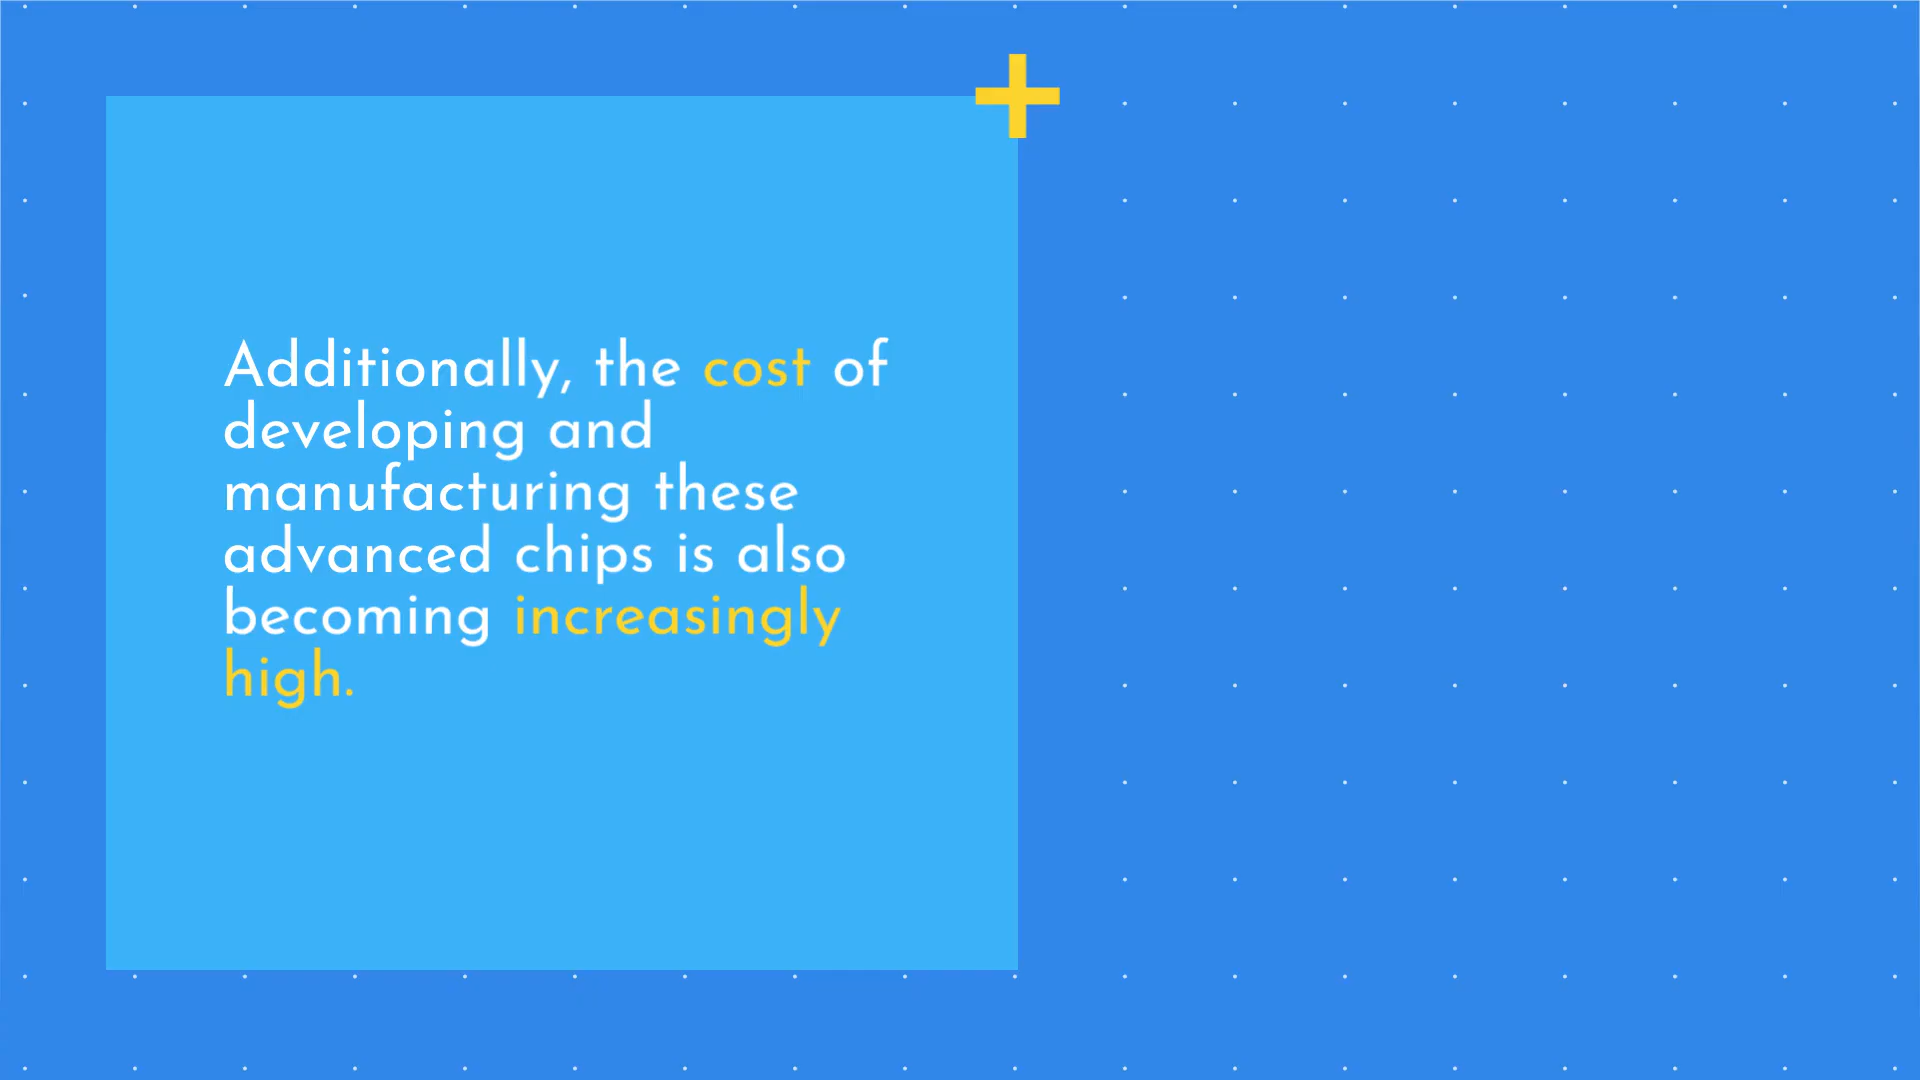 Additionally, the cost of
developing and
manufacturing these
advanced chips is also
becoming increasingly
high.